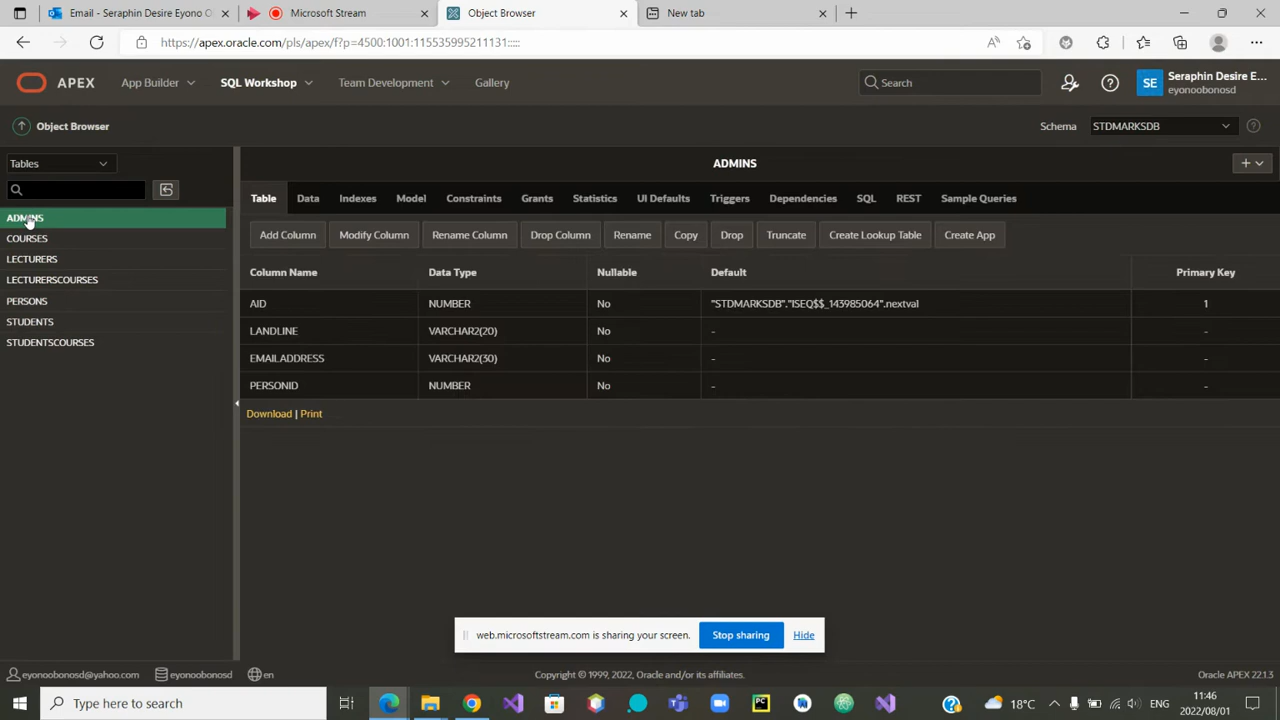 Email - Seraphin Desire Eyono O
Microsoft Stream
Object Browser
New tab
https://apex.oracle.com/pls/apex/f?p=4500:1001:115535995211131:::::
APEX
App Builder
SQL Workshop
Team Development
Gallery
Search
SE
Seraphin Desire E...
eyonoobonosd
Object Browser
Schema
STDMARKSDB
Tables
ADMINS
COURSES
LECTURERS
LECTURERSCOURSES
PERSONS
STUDENTS
STUDENTSCOURSES
ADMINS
Table Data Indexes Model Constraints Grants Statistics UI Defaults Triggers Dependencies SQL REST Sample Queries
Add Column Modify Column Rename Column Drop Column Rename Copy Drop Truncate Create Lookup Table Create App
Column Name Data Type Nullable Default Primary Key
AID NUMBER No "STDMARKSDB"."ISEQ$$_143985064".nextval 1
LANDLINE VARCHAR2(20) No - -
EMAILADDRESS VARCHAR2(30) No - -
PERSONID NUMBER No - -
Download | Print
web.microsoftstream.com is sharing your screen. Stop sharing Hide
eyonoobono@yahoo.com eyonoobonosd en
Copyright © 1999, 2022, Oracle and/or its affiliates.
Oracle APEX 22.1.3
Type here to search
PC
18°C
ENG
11:46
2022/08/01